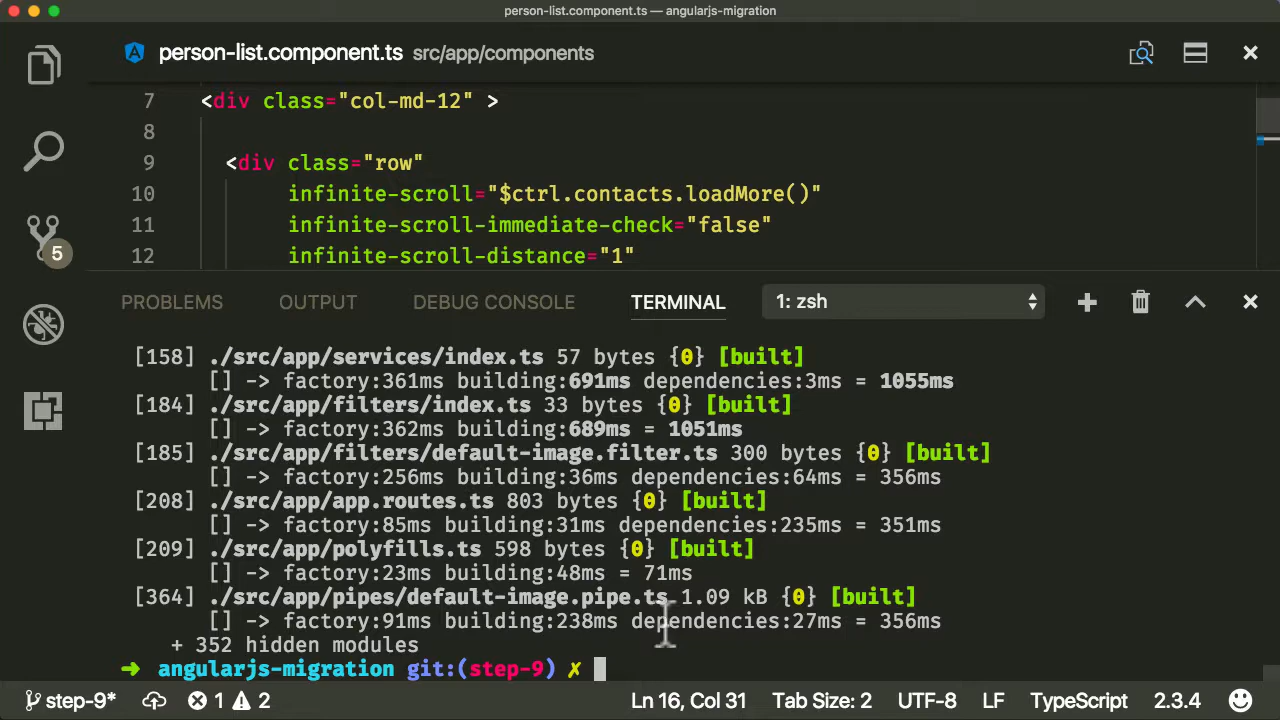 person-list.component.ts — angularjs-migration
person-list.component.ts src/app/components
7 <div class="col-md-12" >
8
9 <div class="row"
10 infinite-scroll="$ctrl.contacts.loadMore()"
11 infinite-scroll-immediate-check="false"
12 infinite-scroll-distance="1"
PROBLEMS OUTPUT DEBUG CONSOLE TERMINAL 1: zsh
[158] ./src/app/services/index.ts 57 bytes {0} [built]
[] -> factory:361ms building:691ms dependencies:3ms = 1055ms
[184] ./src/app/filters/index.ts 33 bytes {0} [built]
[] -> factory:362ms building:689ms = 1051ms
[185] ./src/app/filters/default-image.filter.ts 300 bytes {0} [built]
[] -> factory:256ms building:36ms dependencies:64ms = 356ms
[208] ./src/app/app.routes.ts 803 bytes {0} [built]
[] -> factory:85ms building:31ms dependencies:235ms = 351ms
[209] ./src/app/polyfills.ts 598 bytes {0} [built]
[] -> factory:23ms building:48ms = 71ms
[364] ./src/app/pipes/default-image.pipe.ts 1.09 kB {0} [built]
[] -> factory:91ms building:238ms dependencies:27ms = 356ms
+ 352 hidden modules
➜ angularjs-migration git:(step-9) ✗
5
step-9* 1 2 Ln 16, Col 31 Tab Size: 2 UTF-8 LF TypeScript 2.3.4